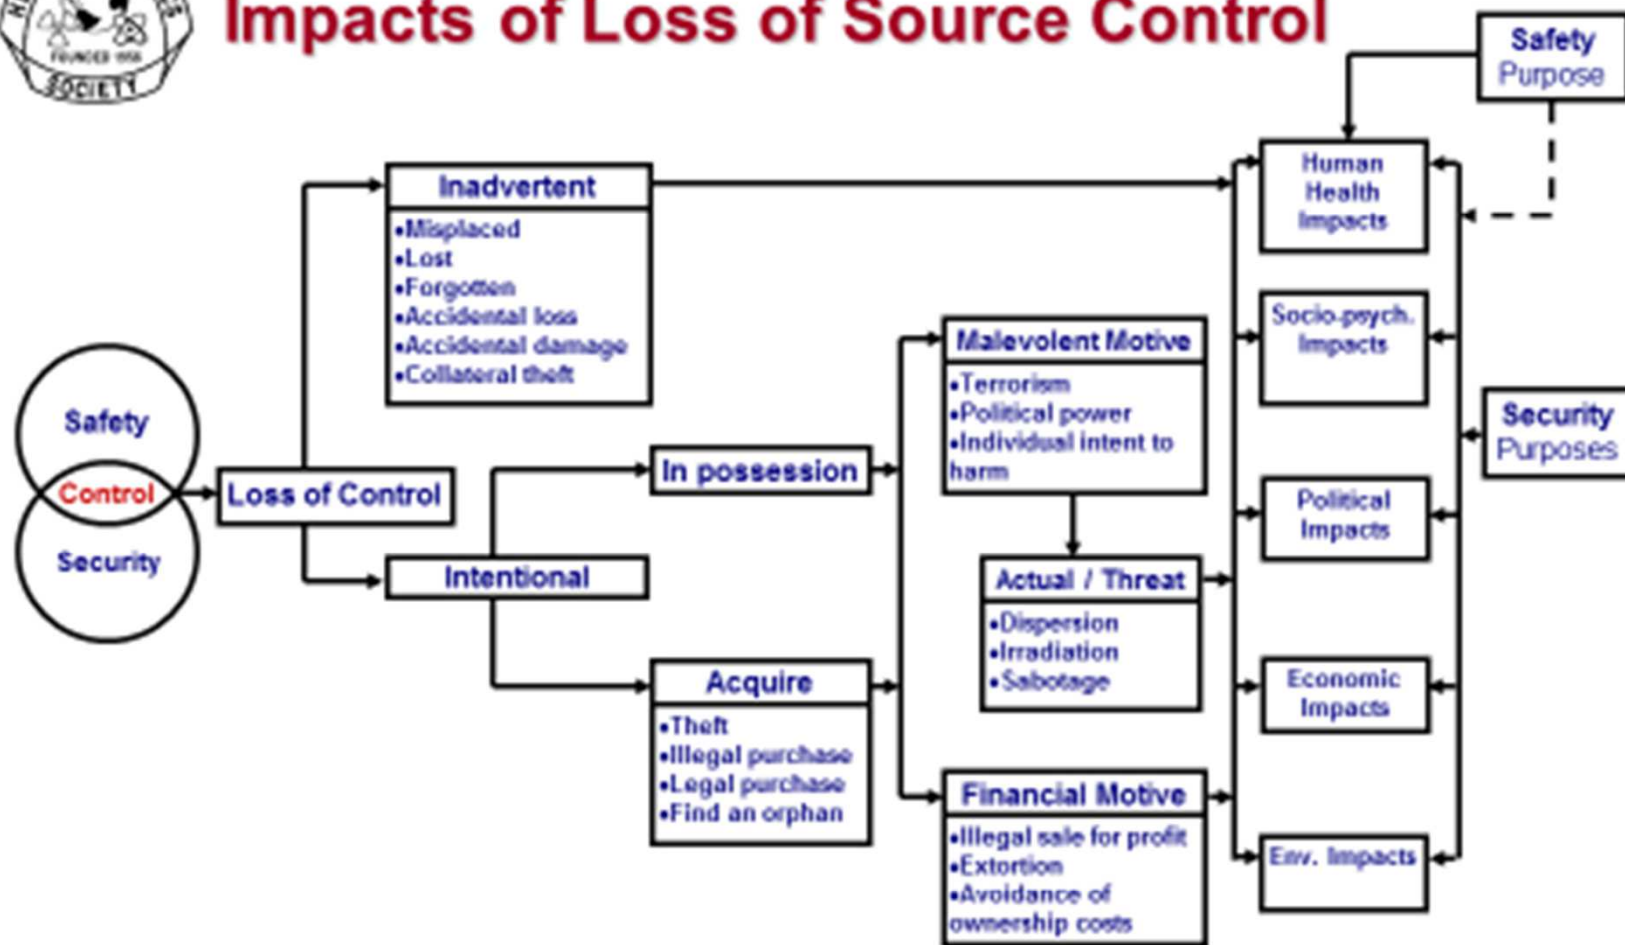 Impacts of Loss of Source Control
FOUNDED 1956
SOCIETY
Safety
Purpose
Human
Health
Impacts
Inadvertent
•Misplaced
•Lost
•Forgotten
•Accidental loss
•Accidental damage
•Collateral theft
Socio-psych.
Impacts
Malevolent Motive
•Terrorism
•Political power
•Individual intent to
harm
Safety
Control
Security
Loss of Control
In possession
Intentional
Security
Purposes
Political
Impacts
Actual / Threat
•Dispersion
•Irradiation
•Sabotage
Acquire
•Theft
•Illegal purchase
•Legal purchase
•Find an orphan
Economic
Impacts
Financial Motive
•Illegal sale for profit
•Extortion
•Avoidance of
ownership costs
Env. Impacts